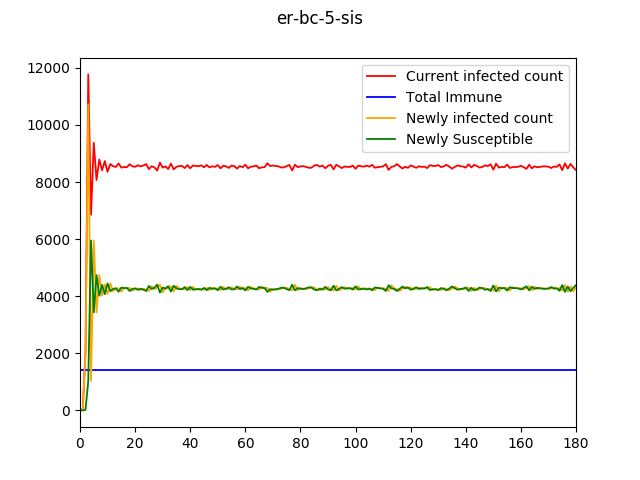 er-bc-5-sis
12000
10000
8000
6000
4000
2000
0
Current infected count
Total Immune
Newly infected count
Newly Susceptible
0 20 40 60 80 100 120 140 160 180